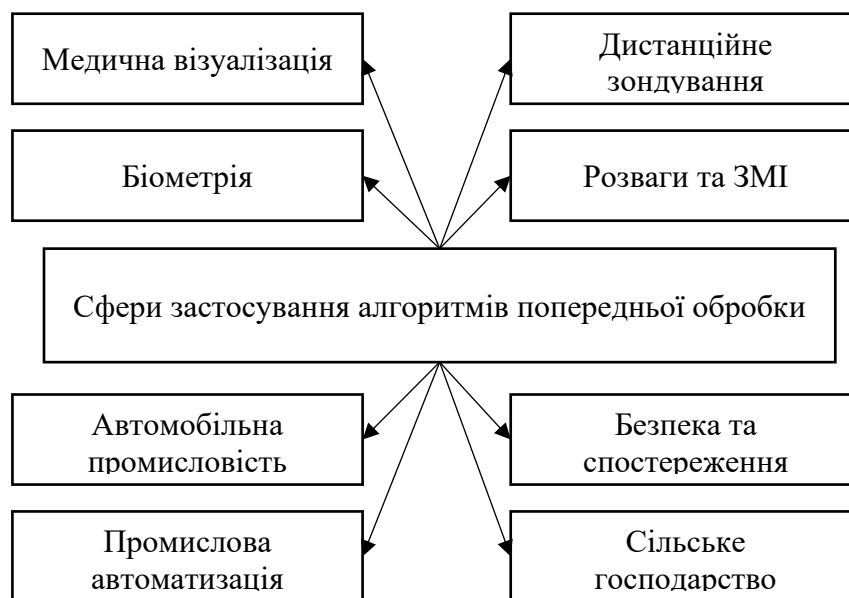 Медична візуалізація
Дистанційне
зондування
Біометрія
Розваги та ЗМІ
Сфери застосування алгоритмів попередньої обробки
Автомобільна
промисловість
Безпека та
спостереження
Промислова
автоматизація
Сільське
господарство